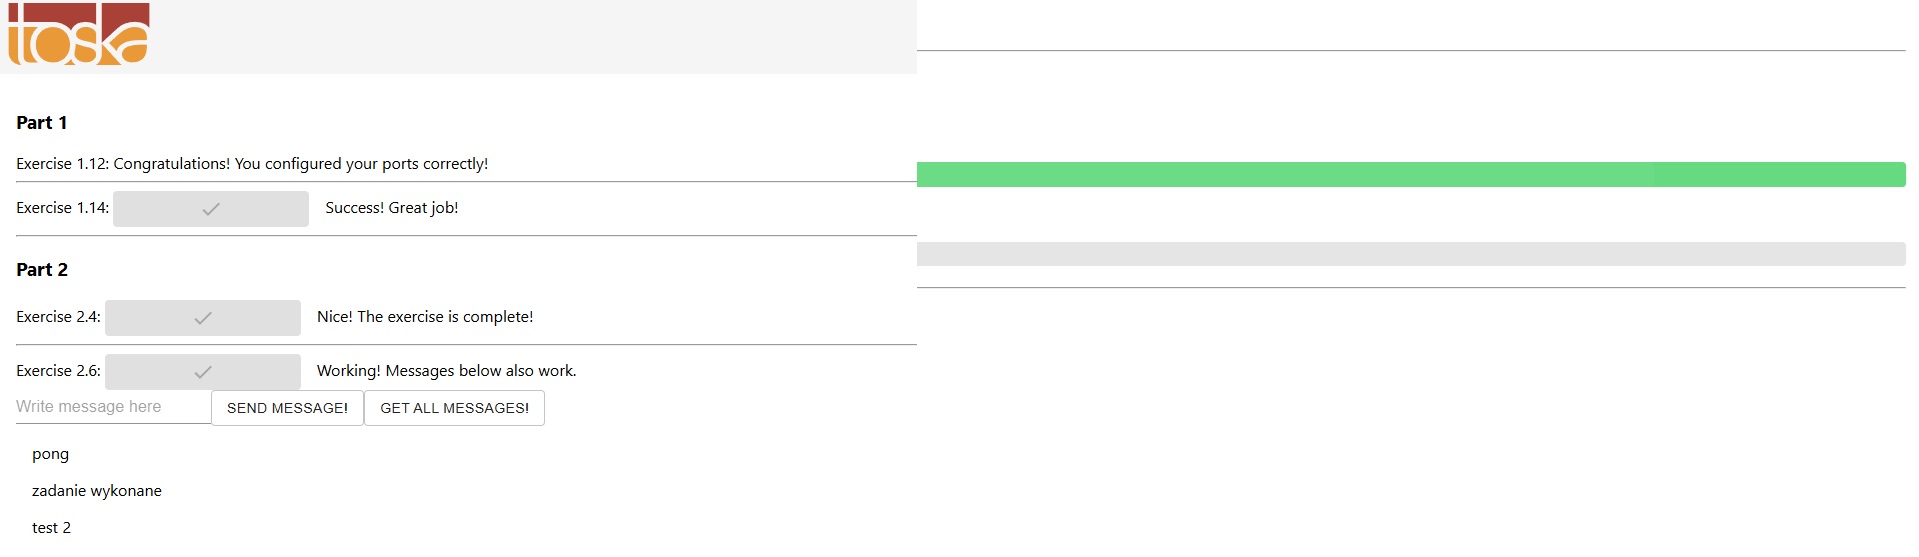 toska
Part 1
Exercise 1.12: Congratulations! You configured your ports correctly!
Exercise 1.14: Success! Great job!
Part 2
Exercise 2.4: Nice! The exercise is complete!
Exercise 2.6: Working! Messages below also work.
Write message here SEND MESSAGE! GET ALL MESSAGES!
pong
zadanie wykonane
test 2